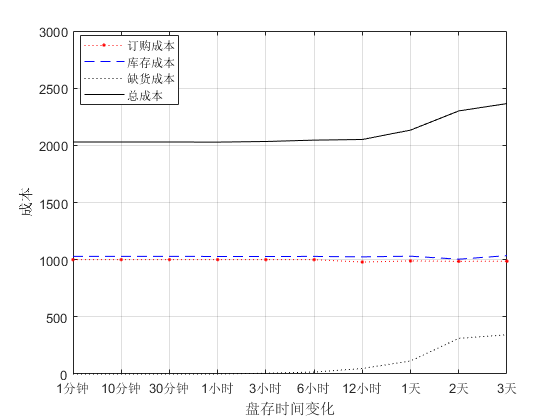 3000
2500
2000
1500
1000
500
0
订购成本
库存成本
缺货成本
总成本
成本
1分钟 10分钟 30分钟 1小时 3小时 6小时 12小时 1天 2天 3天
盘存时间变化